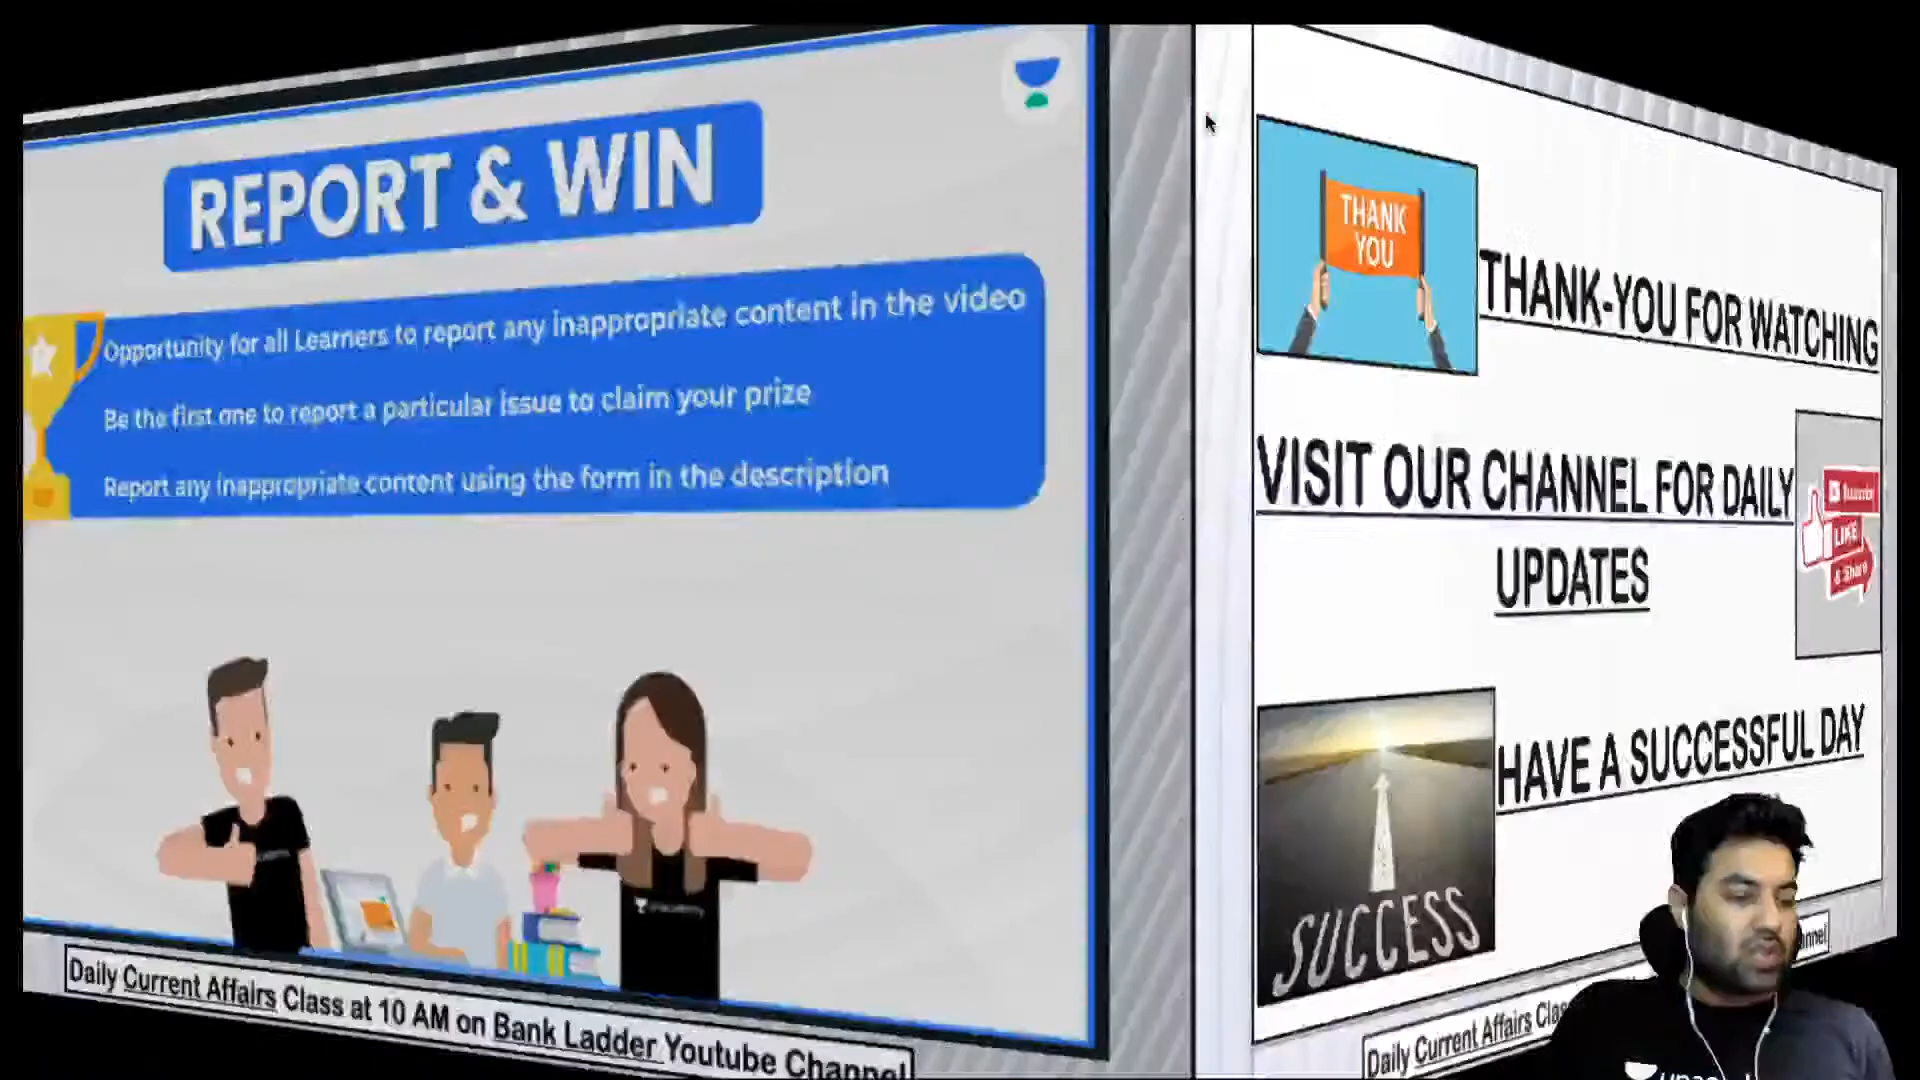 REPORT & WIN
Opportunity for all Learners to report any inappropriate content in the video
Be the first one to report a particular issue to claim your prize
Report any inappropriate content using the form in the description
Daily Current Affairs Class at 10 AM on Bank Ladder Youtube Channel
THANK
YOU
THANK-YOU FOR WATCHING
VISIT OUR CHANNEL FOR DAILY
UPDATES
LIKE
& Share
HAVE A SUCCESSFUL DAY
SUCCESS
Daily Current Affairs Clas
nnel